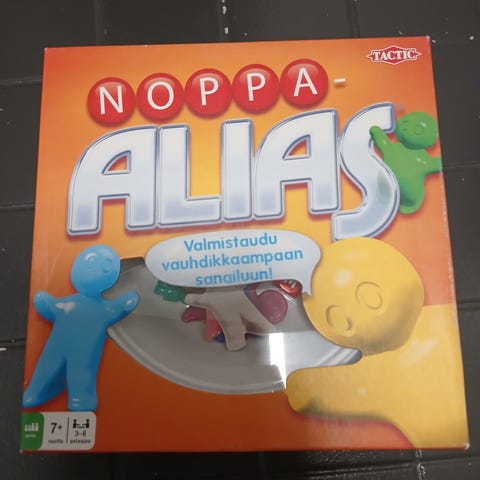 TACTIC
NOPPA-
ALIAS
Valmistaudu
vauhdikkaampaan
sanailuun!
7+
vuotta
3-8
pelaajaa